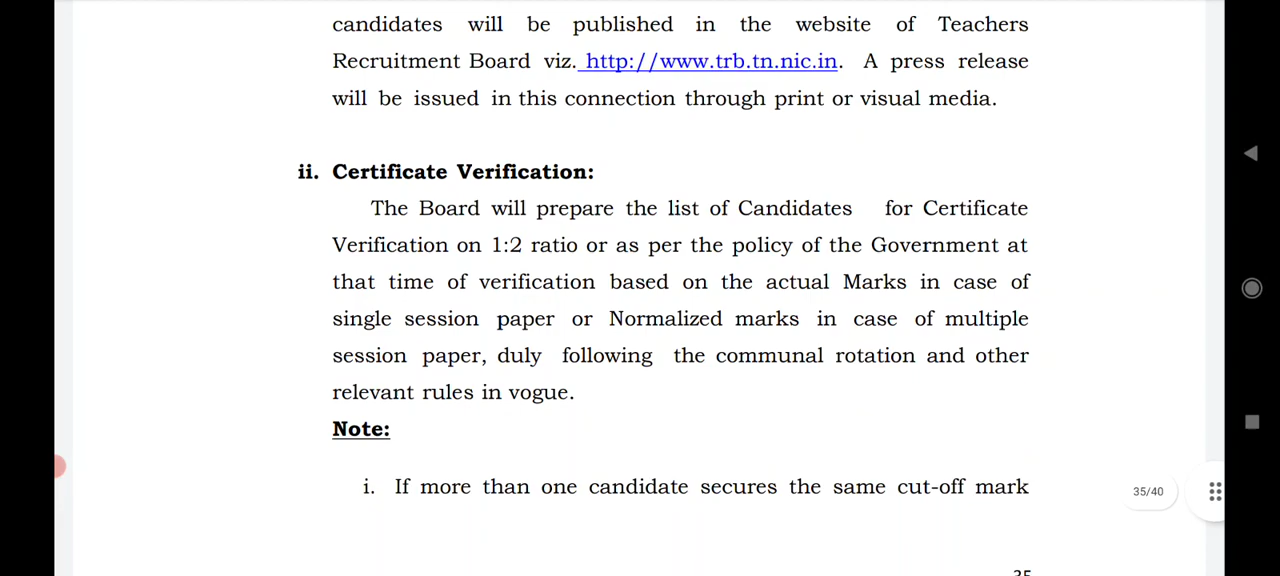 candidates will be published in the website of Teachers
Recruitment Board viz. http://www.trb.tn.nic.in. A press release
will be issued in this connection through print or visual media.
ii. Certificate Verification:
The Board will prepare the list of Candidates for Certificate
Verification on 1:2 ratio or as per the policy of the Government at
that time of verification based on the actual Marks in case of
single session paper or Normalized marks in case of multiple
session paper, duly following the communal rotation and other
relevant rules in vogue.
Note:
i. If more than one candidate secures the same cut-off mark
35/40
35